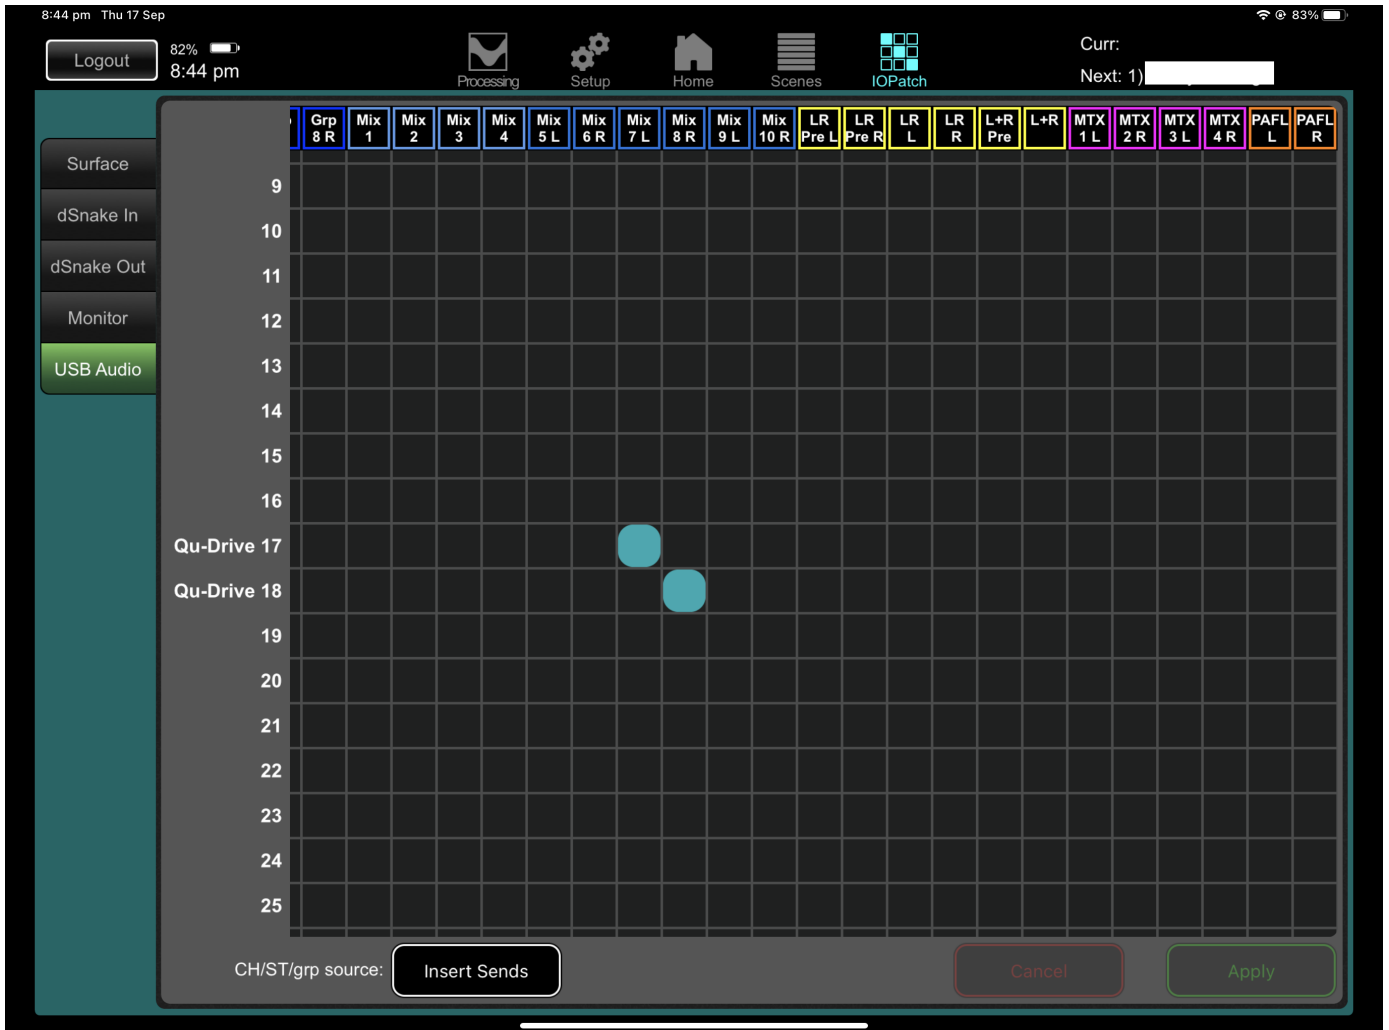 8:44 pm Thu 17 Sep
83%
Logout
82%
8:44 pm
Processing
Setup
Home
Scenes
IOPatch
Curr:
Next: 1)
Surface
dSnake In
dSnake Out
Monitor
USB Audio
Grp 8 R
Mix 1
Mix 2
Mix 3
Mix 4
Mix 5 L
Mix 6 R
Mix 7 L
Mix 8 R
Mix 9 L
Mix 10 R
LR Pre L
LR Pre R
LR L
LR R
L+R Pre
L+R
MTX 1 L
MTX 2 R
MTX 3 L
MTX 4 R
PAFL L
PAFL R
9
10
11
12
13
14
15
16
Qu-Drive 17
Qu-Drive 18
19
20
21
22
23
24
25
CH/ST/grp source:
Insert Sends
Cancel
Apply